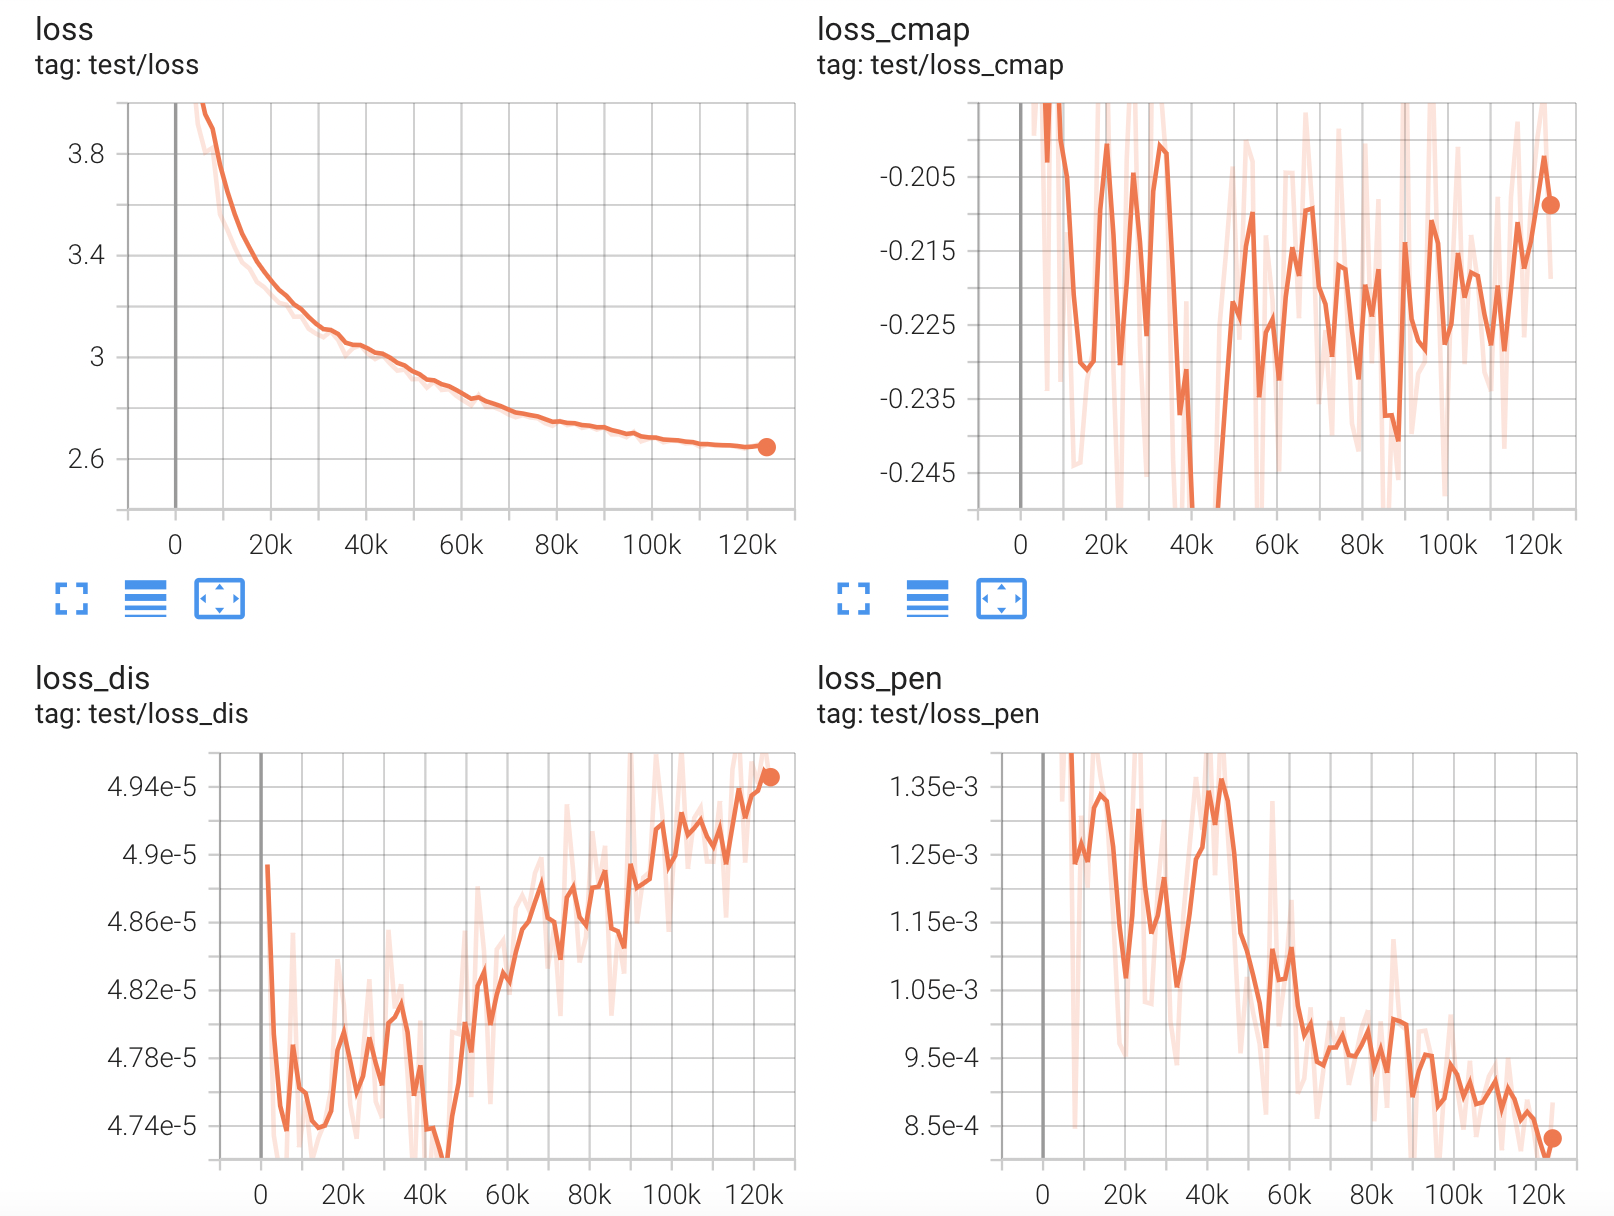 loss
tag: test/loss
3.8
3.4
3
2.6
0 20k 40k 60k 80k 100k 120k
loss_cmap
tag: test/loss_cmap
-0.205
-0.215
-0.225
-0.235
-0.245
0 20k 40k 60k 80k 100k 120k
loss_dis
tag: test/loss_dis
4.94e-5
4.9e-5
4.86e-5
4.82e-5
4.78e-5
4.74e-5
0 20k 40k 60k 80k 100k 120k
loss_pen
tag: test/loss_pen
1.35e-3
1.25e-3
1.15e-3
1.05e-3
9.5e-4
8.5e-4
0 20k 40k 60k 80k 100k 120k